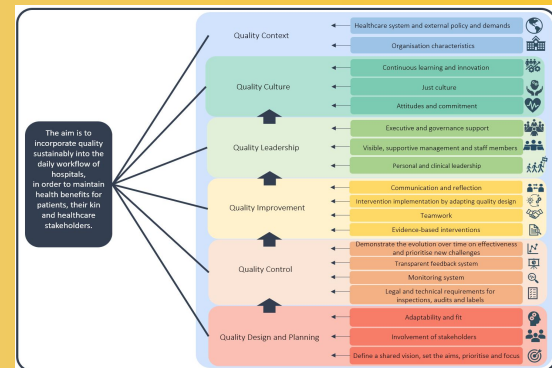 The aim is to
incorporate quality
sustainably into the
daily workflow of
hospitals,
in order to maintain
health benefits for
patients, their kin
and healthcare
stakeholders.
Quality Context
Healthcare system and external policy and demands
Organisation characteristics
Quality Culture
Continuous learning and innovation
Just culture
Attitudes and commitment
Quality Leadership
Executive and governance support
Visible, supportive management and staff members
Personal and clinical leadership
Quality Improvement
Communication and reflection
Intervention implementation by adapting quality design
Teamwork
Evidence-based interventions
Quality Control
Demonstrate the evolution over time on effectiveness
and prioritise new challenges
Transparent feedback system
Monitoring system
Legal and technical requirements for
inspections, audits and labels
Quality Design and Planning
Adaptability and fit
Involvement of stakeholders
Define a shared vision, set the aims, prioritise and focus